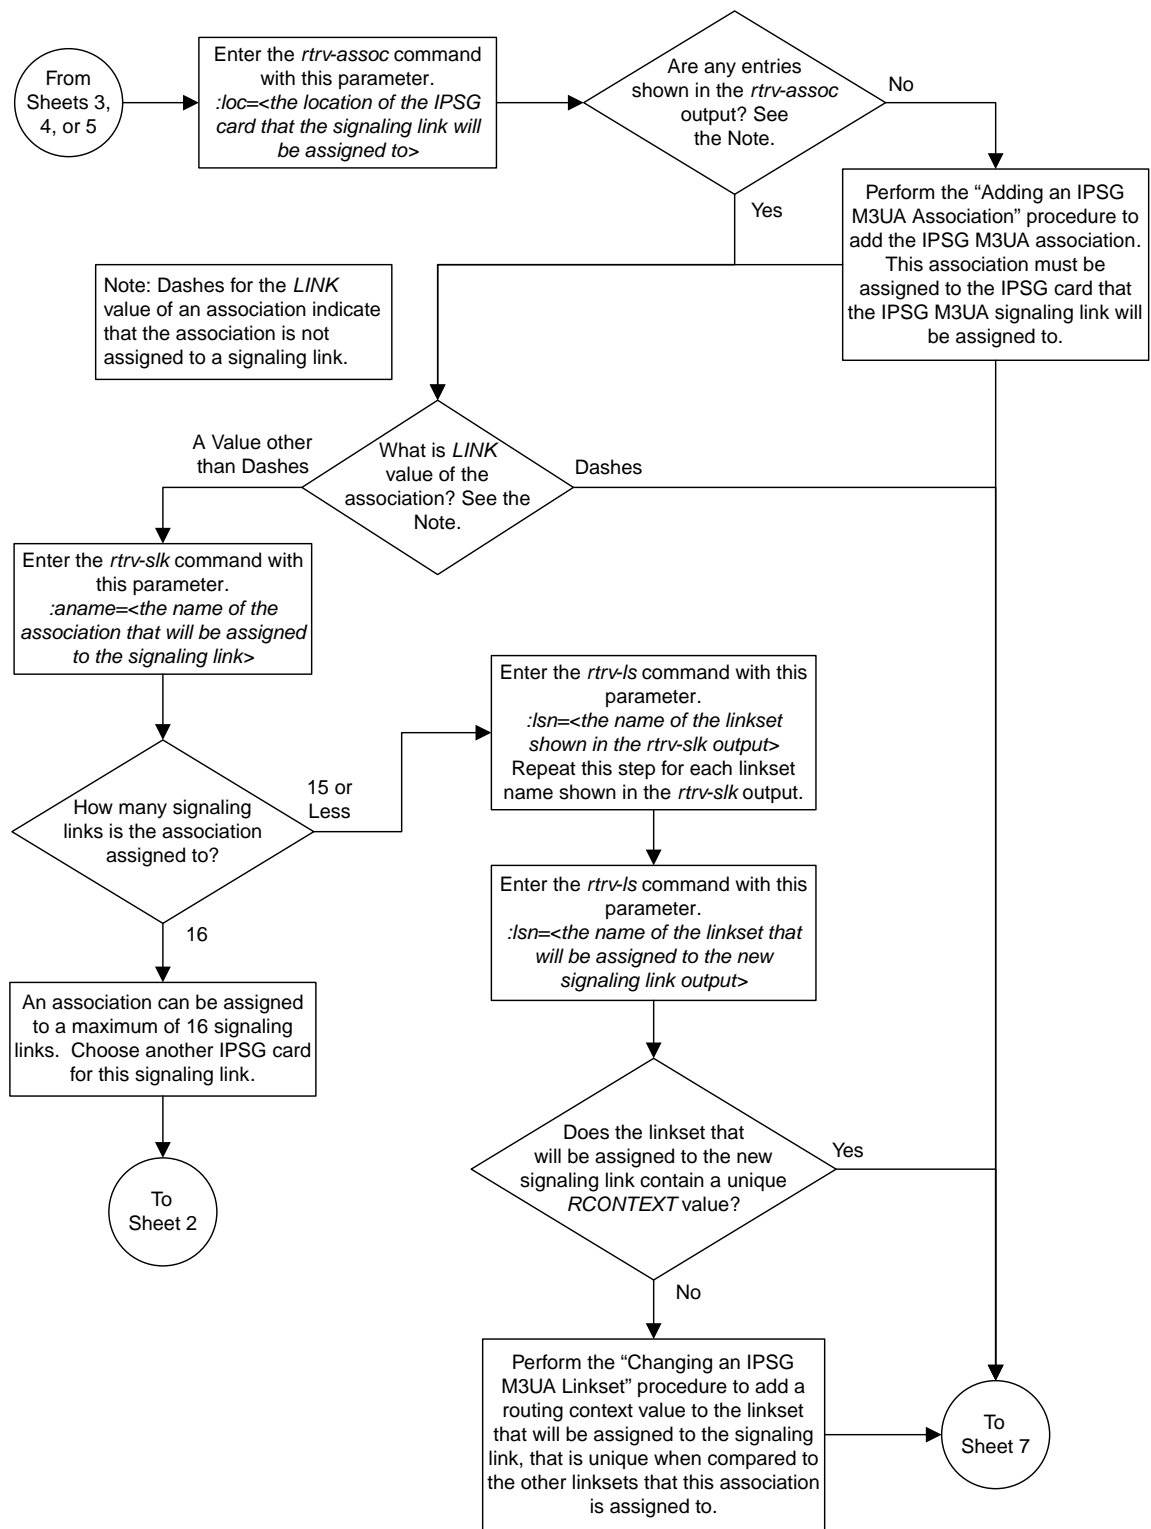 From
Sheets 3,
4, or 5
Enter the rtrv-assoc command
with this parameter.
:loc=<the location of the IPSG
card that the signaling link will
be assigned to>
Are any entries
shown in the rtrv-assoc
output? See
the Note.
No
Yes
Perform the “Adding an IPSG
M3UA Association” procedure to
add the IPSG M3UA association.
This association must be
assigned to the IPSG card that
the IPSG M3UA signaling link will
be assigned to.
Note: Dashes for the LINK
value of an association indicate
that the association is not
assigned to a signaling link.
A Value other
than Dashes
What is LINK
value of the
association? See the
Note.
Dashes
Enter the rtrv-slk command with
this parameter.
:aname=<the name of the
association that will be assigned
to the signaling link>
Enter the rtrv-ls command with this
parameter.
:lsn=<the name of the linkset
shown in the rtrv-slk output>
Repeat this step for each linkset
name shown in the rtrv-slk output.
How many signaling
links is the association
assigned to?
15 or
Less
16
Enter the rtrv-ls command with this
parameter.
:lsn=<the name of the linkset that
will be assigned to the new
signaling link output>
An association can be assigned
to a maximum of 16 signaling
links.  Choose another IPSG card
for this signaling link.
To
Sheet 2
Does the linkset that
will be assigned to the new
signaling link contain a unique
RCONTEXT value?
Yes
No
Perform the “Changing an IPSG
M3UA Linkset” procedure to add a
routing context value to the linkset
that will be assigned to the signaling
link, that is unique when compared to
the other linksets that this association
is assigned to.
To
Sheet 7